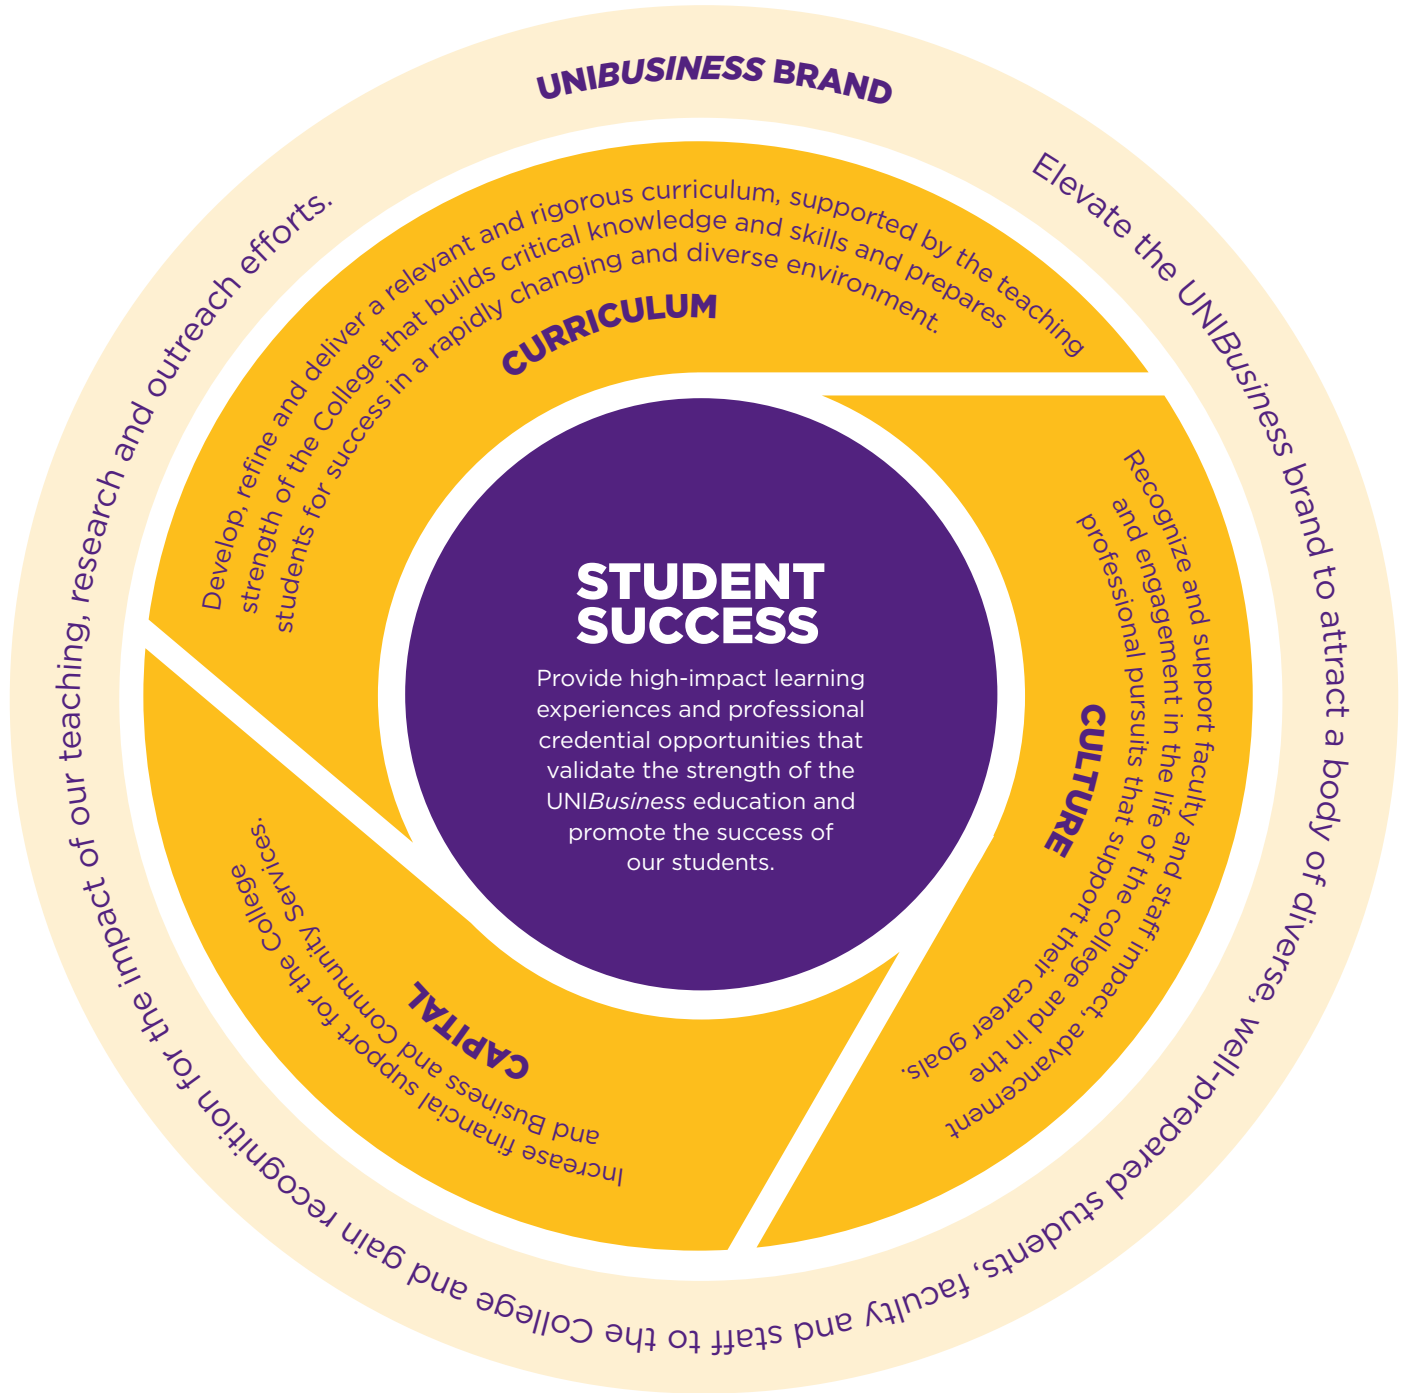 UNIBUSINESS BRAND
Elevate the UNIBusiness brand to attract a body of diverse, well-prepared students, faculty and staff to the College and gain recognition for the impact of our teaching, research and outreach efforts.
Develop, refine and deliver a relevant and rigorous curriculum, supported by the teaching
strength of the College that builds critical knowledge and skills and prepares
students for success in a rapidly changing and diverse environment.
CURRICULUM
Recognize and support faculty and staff impact, advancement
and engagement in the life of the college and in the
professional pursuits that support their career goals.
CULTURE
STUDENT
SUCCESS
Provide high-impact learning
experiences and professional
credential opportunities that
validate the strength of the
UNIBusiness education and
promote the success of
our students.
CAPITAL
Increase financial support for the College
and Business and Community Services.